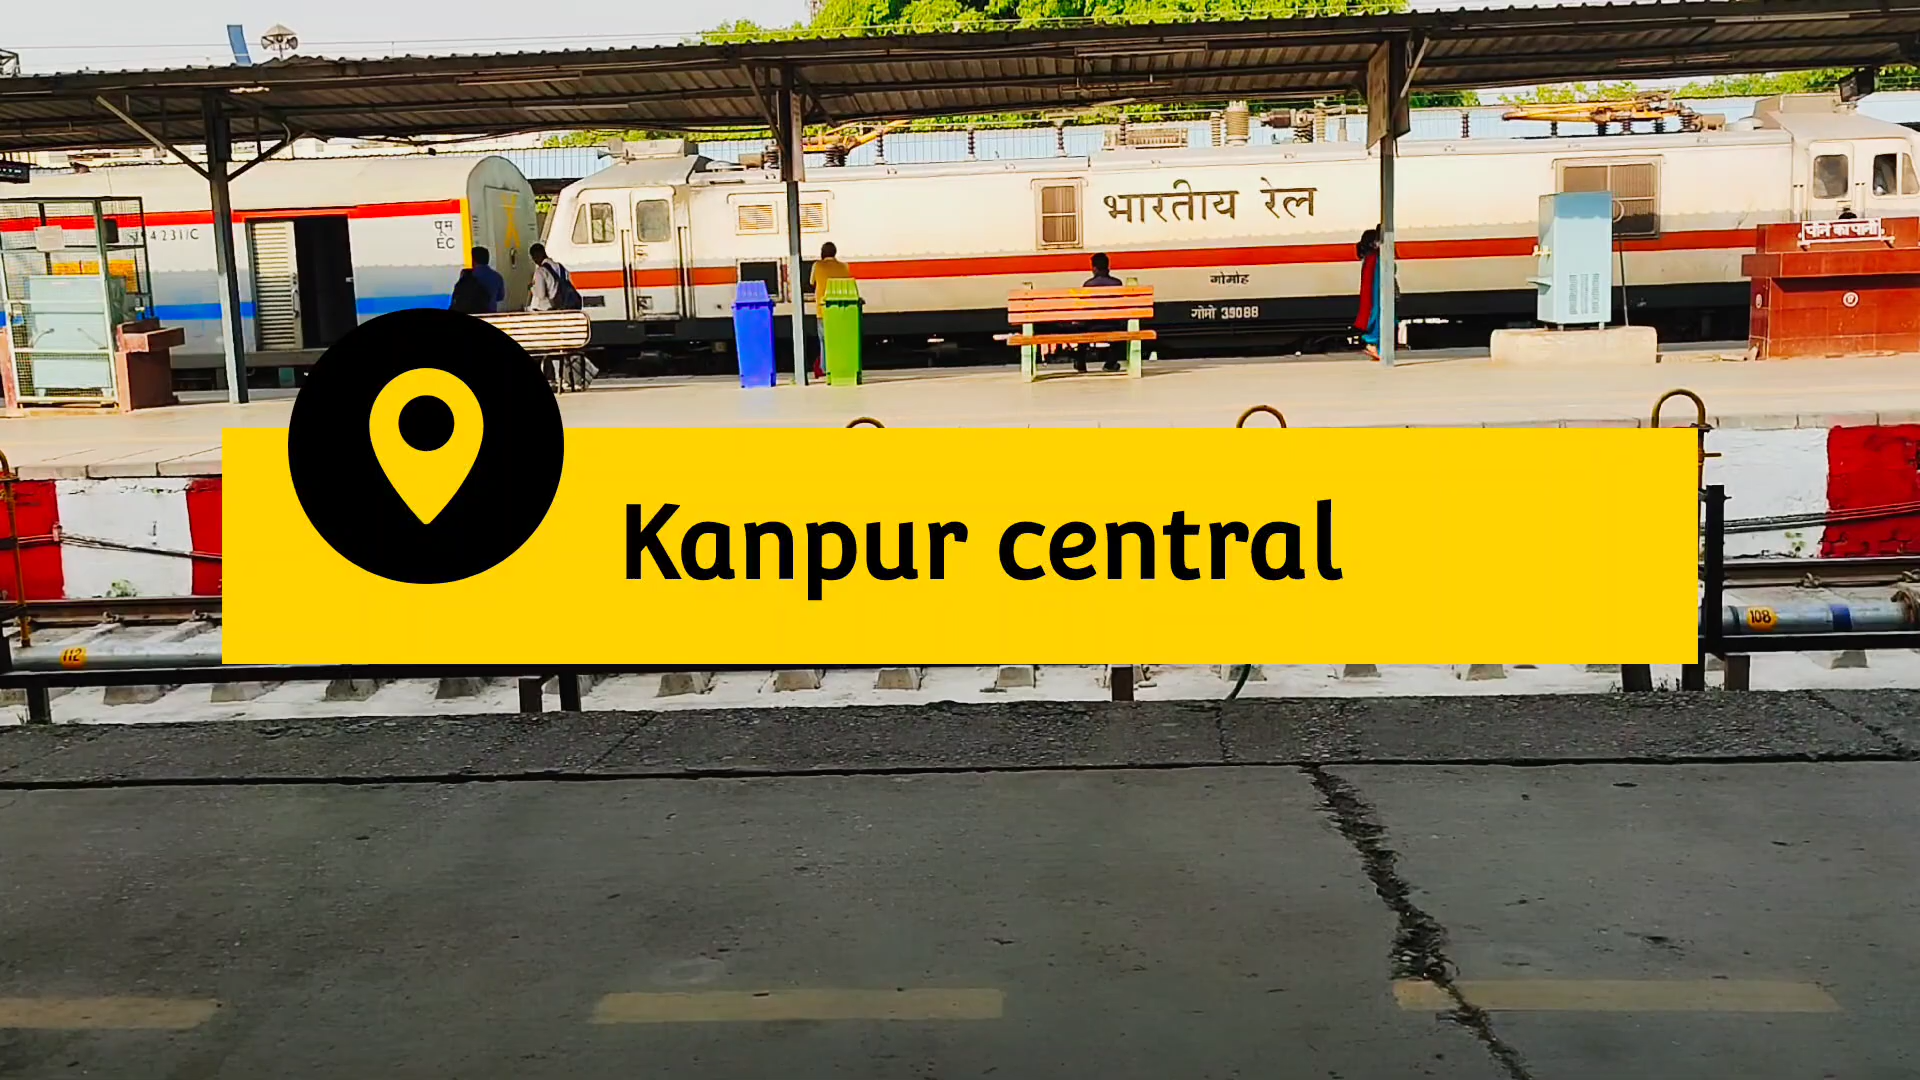 भारतीय रेल
पूम
EC
गोमोह
गोमो 39088
पीने का पानी
Kanpur central
108
112